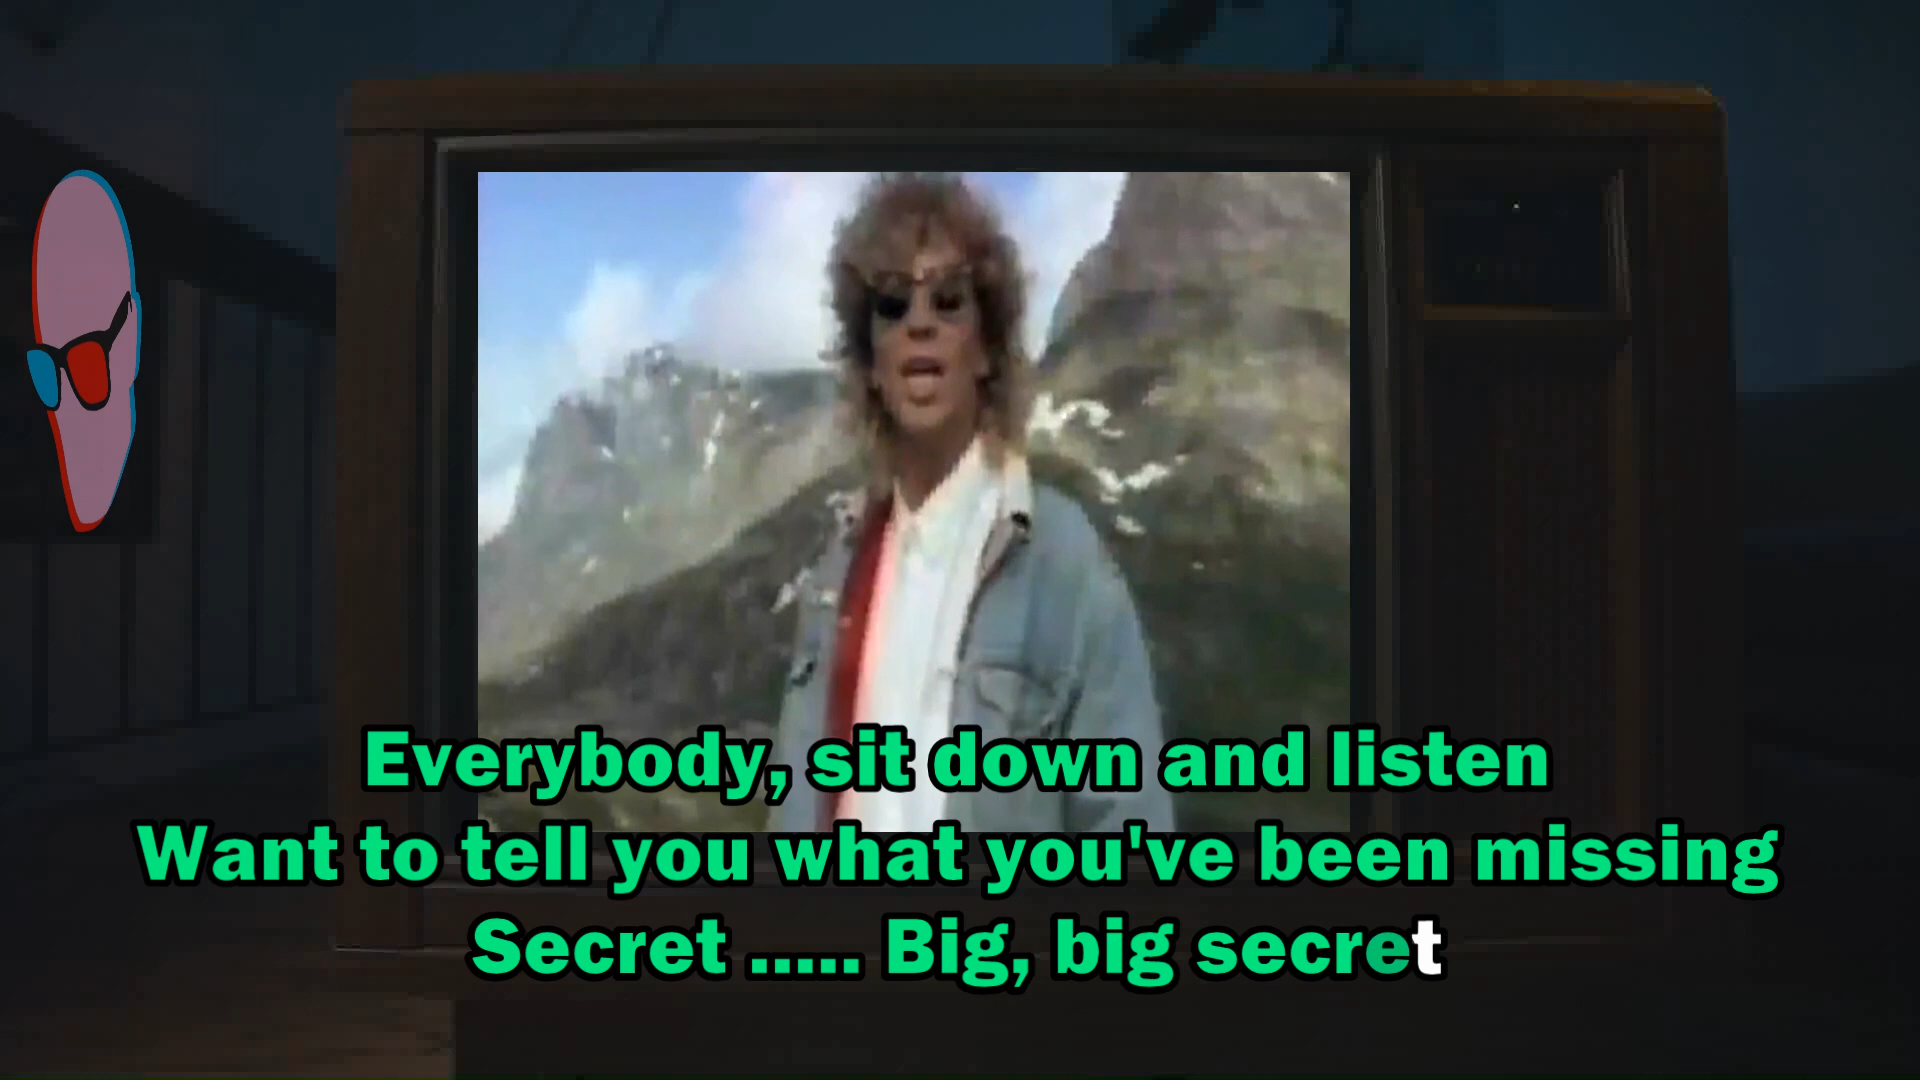 Everybody, sit down and listen
Want to tell you what you've been missing
Secret ..... Big, big secret